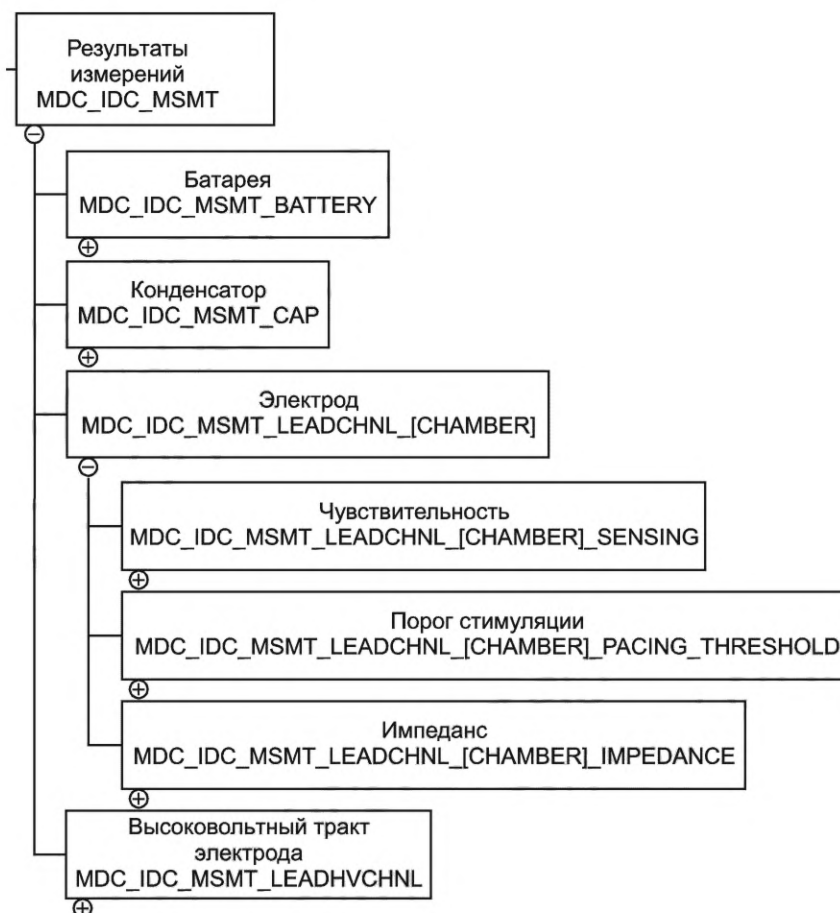 Результаты
измерений
MDC_IDC_MSMT
Батарея
MDC_IDC_MSMT_BATTERY
Конденсатор
MDC_IDC_MSMT_CAP
Электрод
MDC_IDC_MSMT_LEADCHNL_[CHAMBER]
Чувствительность
MDC_IDC_MSMT_LEADCHNL_[CHAMBER]_SENSING
Порог стимуляции
MDC_IDC_MSMT_LEADCHNL_[CHAMBER]_PACING_THRESHOLD
Импеданс
MDC_IDC_MSMT_LEADCHNL_[CHAMBER]_IMPEDANCE
Высоковольтный тракт
электрода
MDC_IDC_MSMT_LEADHVCHNL